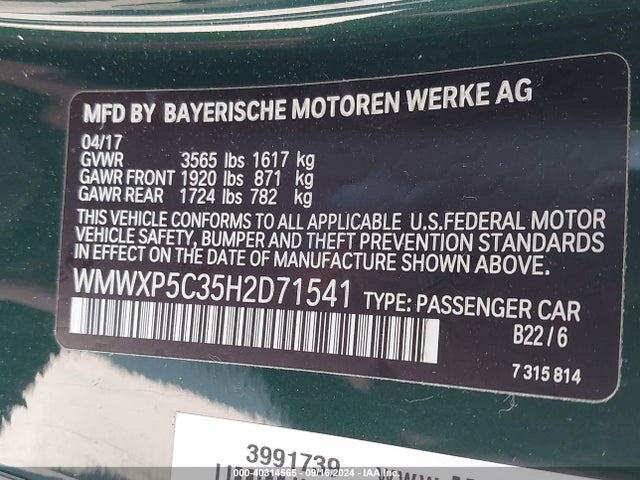 MFD BY BAYERISCHE MOTOREN WERKE AG
04/17
GVWR 3565 lbs 1617 kg
GAWR FRONT 1920 lbs 871 kg
GAWR REAR 1724 lbs 782 kg
THIS VEHICLE CONFORMS TO ALL APPLICABLE U.S.FEDERAL MOTOR
VEHICLE SAFETY, BUMPER AND THEFT PREVENTION STANDARDS
IN EFFECT ON THE DATE OF MANUFACTURE SHOWN ABOVE.
WMWXP5C35H2D71541 TYPE: PASSENGER CAR
B22/6
7 315 814
3991739
00-40314565 - 09/16/2024 - IAA Inc.